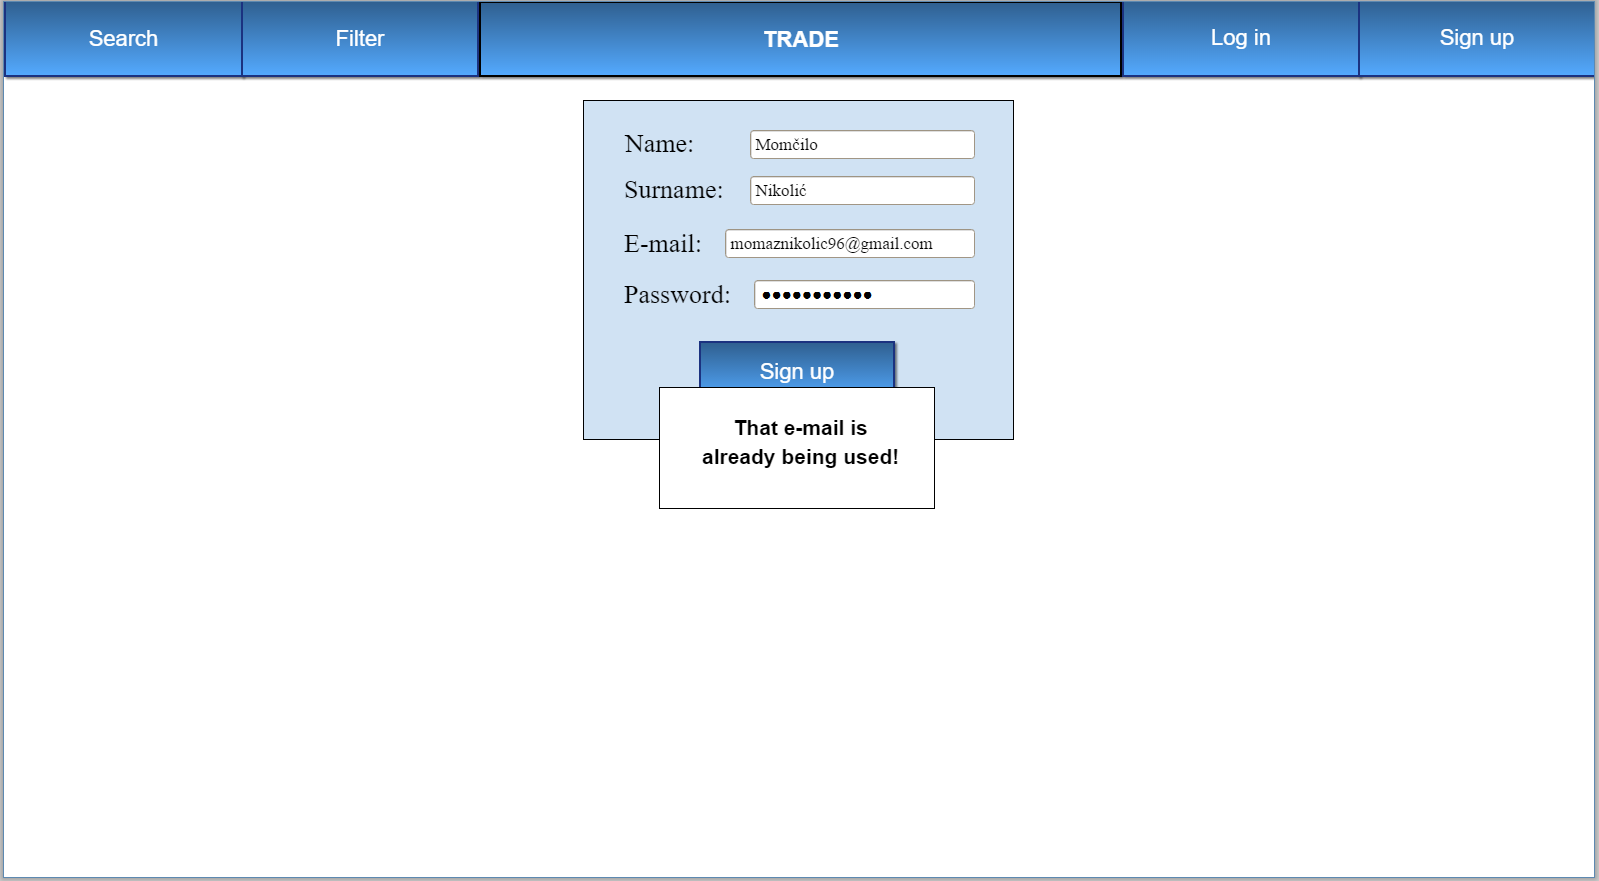 Search Filter TRADE Log in Sign up
Name: Momčilo
Surname: Nikolić
E-mail: momaznikolic96@gmail.com
Password: ●●●●●●●●●●●
Sign up
That e-mail is
already being used!